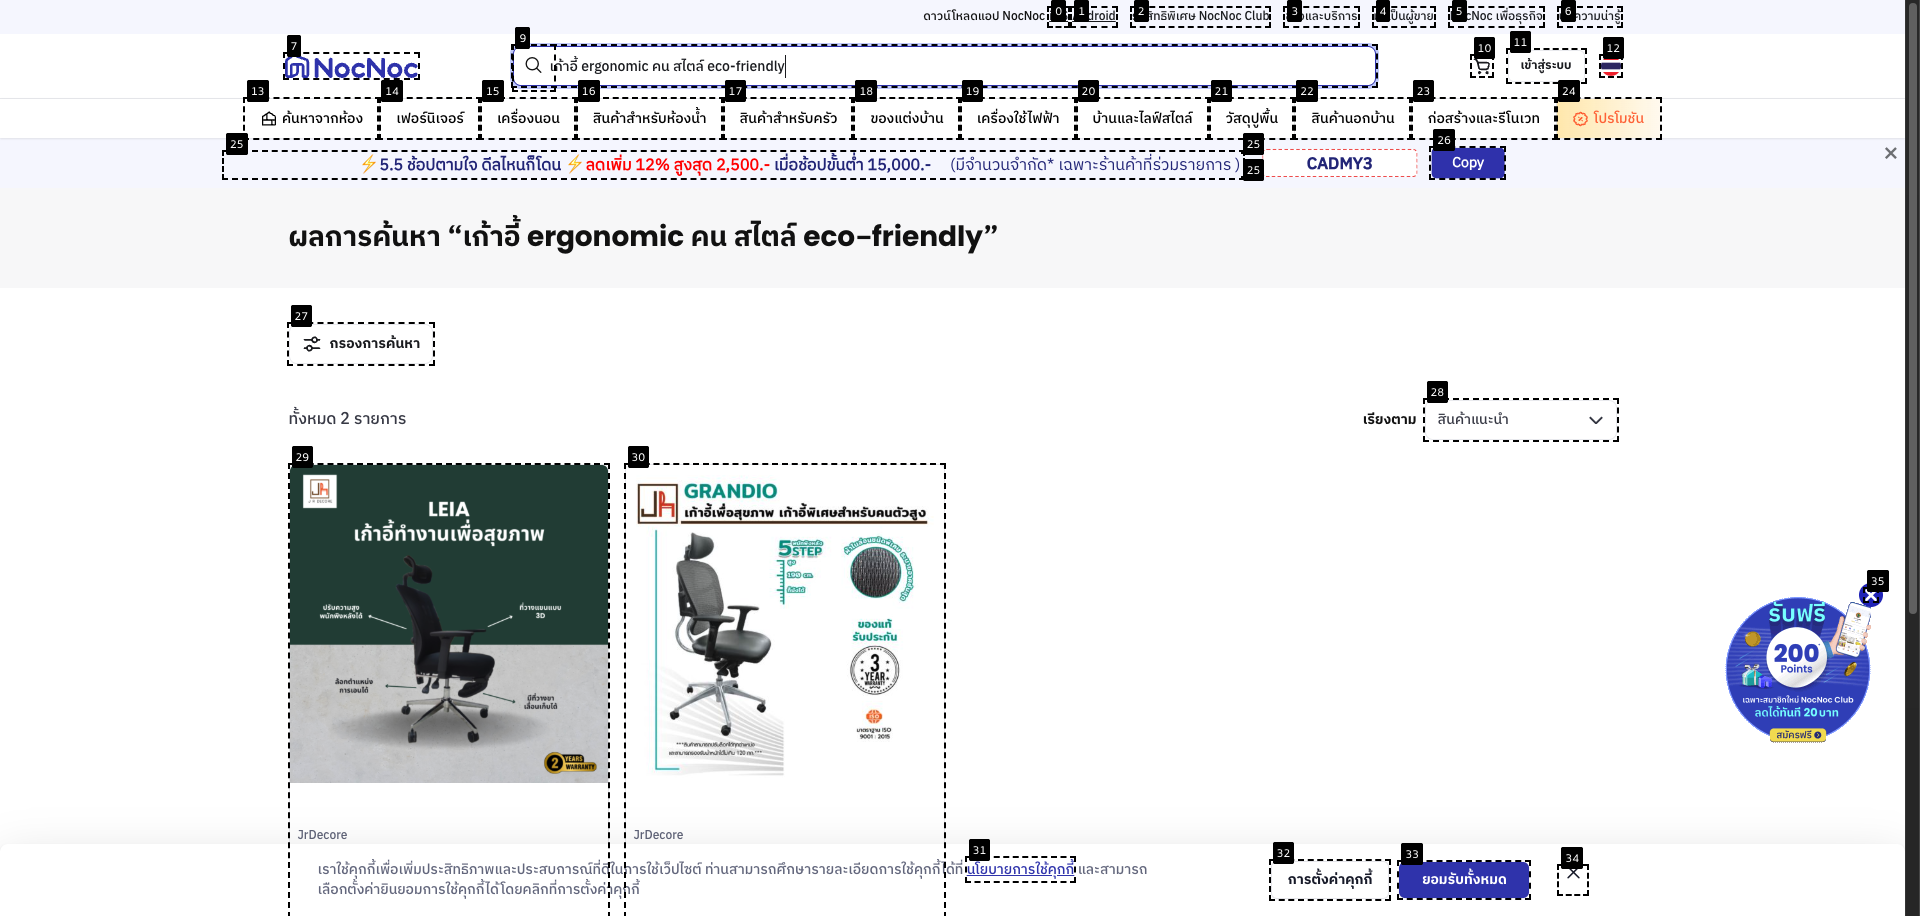 ดาวน์โหลดแอป NocNoc
NocNoc Club
และบริการ
เป็นผู้ขาย
เพื่อธุรกิจ
ความน่ารู้
NocNoc
เก้าอี้ ergonomic คน สไตล์ eco-friendly
เข้าสู่ระบบ
ค้นหาจากห้อง
เฟอร์นิเจอร์
เครื่องนอน
สินค้าสำหรับห้องน้ำ
สินค้าสำหรับครัว
ของแต่งบ้าน
เครื่องใช้ไฟฟ้า
บ้านและไลฟ์สไตล์
วัสดุปูพื้น
สินค้านอกบ้าน
ก่อสร้างและรีโนเวท
โปรโมชัน
⚡5.5 ช้อปตามใจ ดีลไหนก็โดน ⚡ลดเพิ่ม 12% สูงสุด 2,500.- เมื่อช้อปขั้นต่ำ 15,000.- (มีจำนวนจำกัด* เฉพาะร้านค้าที่ร่วมรายการ )
CADMY3
Copy
ผลการค้นหา “เก้าอี้ ergonomic คน สไตล์ eco-friendly”
กรองการค้นหา
ทั้งหมด 2 รายการ
เรียงตาม
สินค้าแนะนำ
LEIA
เก้าอี้ทำงานเพื่อสุขภาพ
ปรับความสูง
พนักพิงหลังได้
ที่วางแขนแบบ
3D
ล็อกตำแหน่ง
การเอนได้
มีที่วางขา
เลื่อนเก็บได้
2 YEARS WARRANTY
GRANDIO
เก้าอี้เพื่อสุขภาพ เก้าอี้พิเศษสำหรับคนตัวสูง
5 STEP
สูง
190 ซม.
ก็นั่งได้
ของแท้
รับประกัน
3
YEAR
WARRANTY
ISO
มาตรฐาน ISO
9001 : 2015
รับฟรี
200
Points
เฉพาะสมาชิกใหม่ NocNoc Club
ลดได้ทันที 20 บาท
สมัครฟรี
JrDecore
JrDecore
เราใช้คุกกี้เพื่อเพิ่มประสิทธิภาพและประสบการณ์ที่ดีในการใช้เว็ปไซต์ ท่านสามารถศึกษารายละเอียดการใช้คุกกี้ได้ที่ นโยบายการใช้คุกกี้ และสามารถ
เลือกตั้งค่ายินยอมการใช้คุกกี้ได้โดยคลิกที่การตั้งค่าคุกกี้
การตั้งค่าคุกกี้
ยอมรับทั้งหมด
0
1
2
3
4
5
6
7
9
10
11
12
13
14
15
16
17
18
19
20
21
22
23
24
25
25
25
26
27
28
29
30
31
32
33
34
35